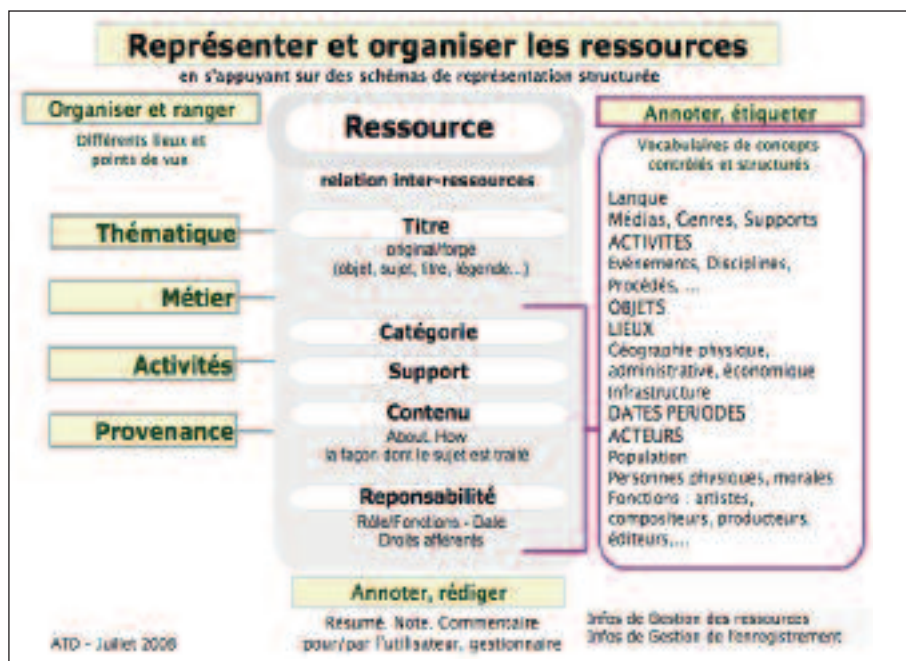 Représenter et organiser les ressources
en s'appuyant sur des schémas de représentation structurée
Organiser et ranger
Différents lieux et
points de vue
Thématique
Métier
Activités
Provenance
Ressource
relation inter-ressources
Titre
original/forgé
(objet, sujet, titre, légende...)
Catégorie
Support
Contenu
About. How
la façon dont le sujet est traité
Reponsabilité
Rôle/Fonctions - Date
Droits afférents
Annoter, rédiger
Résumé. Note. Commentaire
pour/par l'utilisateur, gestionnaire
Annoter, étiqueter
Vocabulaires de concepts
contrôlés et structurés
Langue
Médias, Genres, Supports
ACTIVITES
Evènements, Disciplines,
Procédés, ...
OBJETS
LIEUX
Géographie physique,
administrative, économique
Infrastructure
DATES PERIODES
ACTEURS
Population
Personnes physiques, morales
Fonctions : artistes,
compositeurs, producteurs,
éditeurs,...
Infos de Gestion des ressources
Infos de Gestion de l'enregistrement
ATD - Juillet 2008